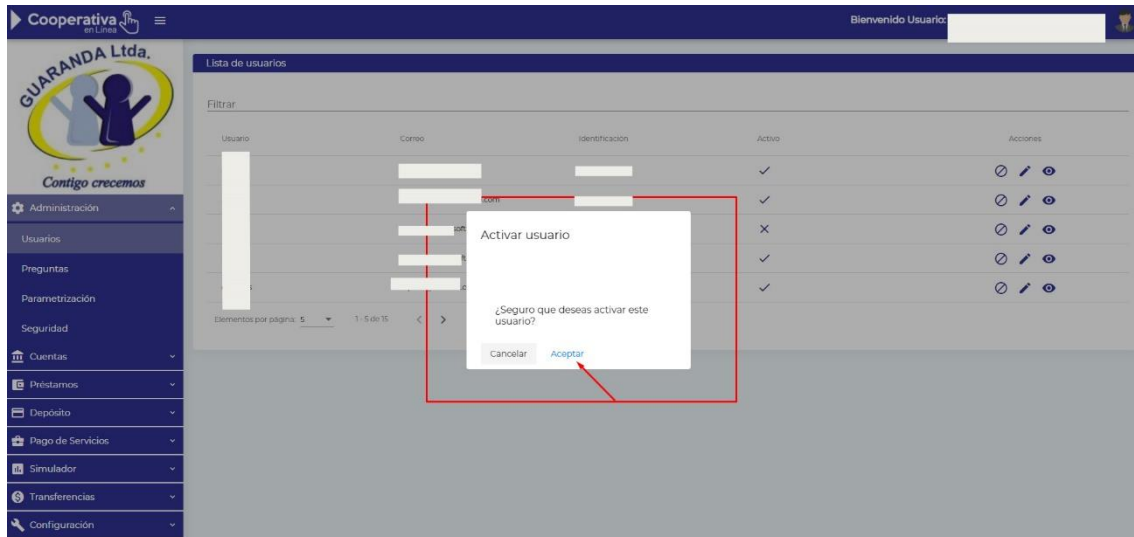 Cooperativa
en Linea
Bienvenido Usuario:
GUARANDA Ltda.
Contigo crecemos
Lista de usuarios
Filtrar
Usuario Correo Identificación Activo Acciones
.com
Activar usuario
¿Seguro que deseas activar este
usuario?
Cancelar Aceptar
Elementos por página: 5 1 - 5 de 15
Administración
Usuarios
Preguntas
Parametrización
Seguridad
Cuentas
Préstamos
Depósito
Pago de Servicios
Simulador
Transferencias
Configuración